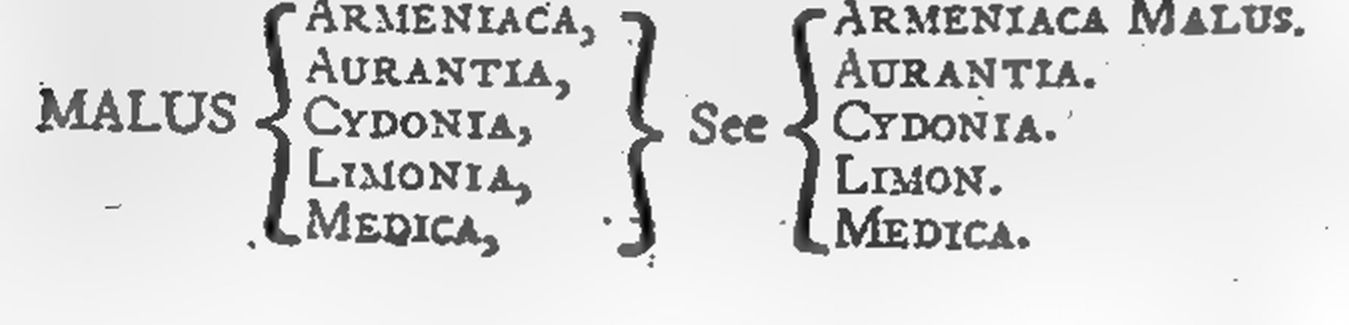 ARMENIACA, ARMENIACA MALUS.
AURANTIA, AURANTIA.
MALUS CYDONIA, See CYDONIA.
LIMONIA, LIMON.
MEDICA, MEDICA.